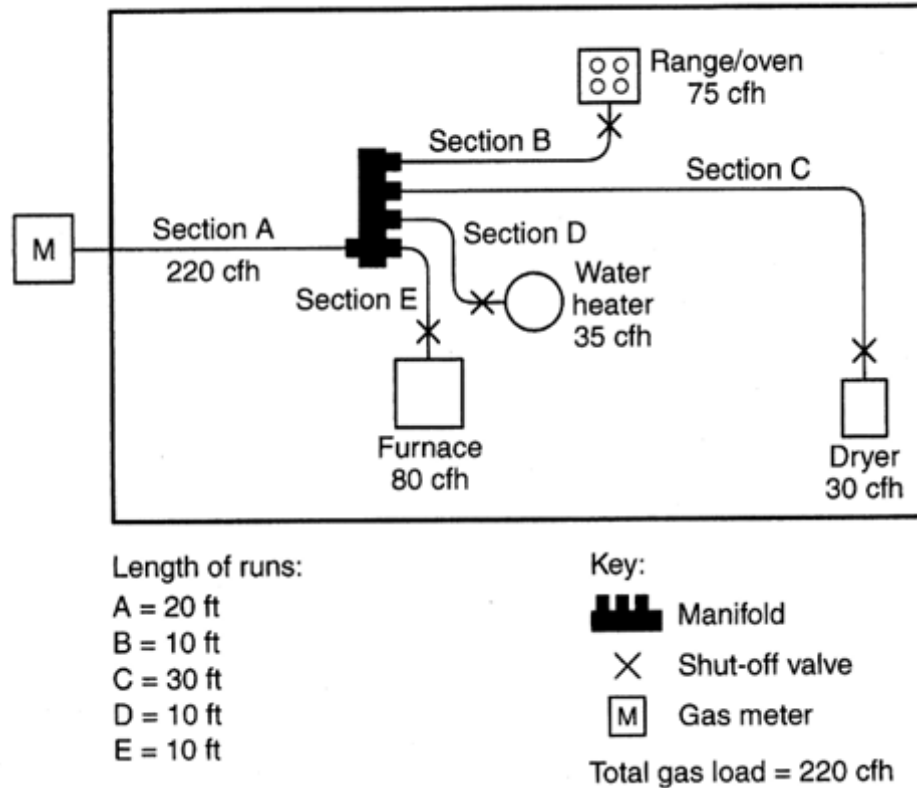 Range/oven
75 cfh
Section B
Section C
Section A
220 cfh
M
Section D
Section E
Water
heater
35 cfh
Furnace
80 cfh
Dryer
30 cfh
Length of runs:
A = 20 ft
B = 10 ft
C = 30 ft
D = 10 ft
E = 10 ft
Key:
Manifold
Shut-off valve
M Gas meter
Total gas load = 220 cfh